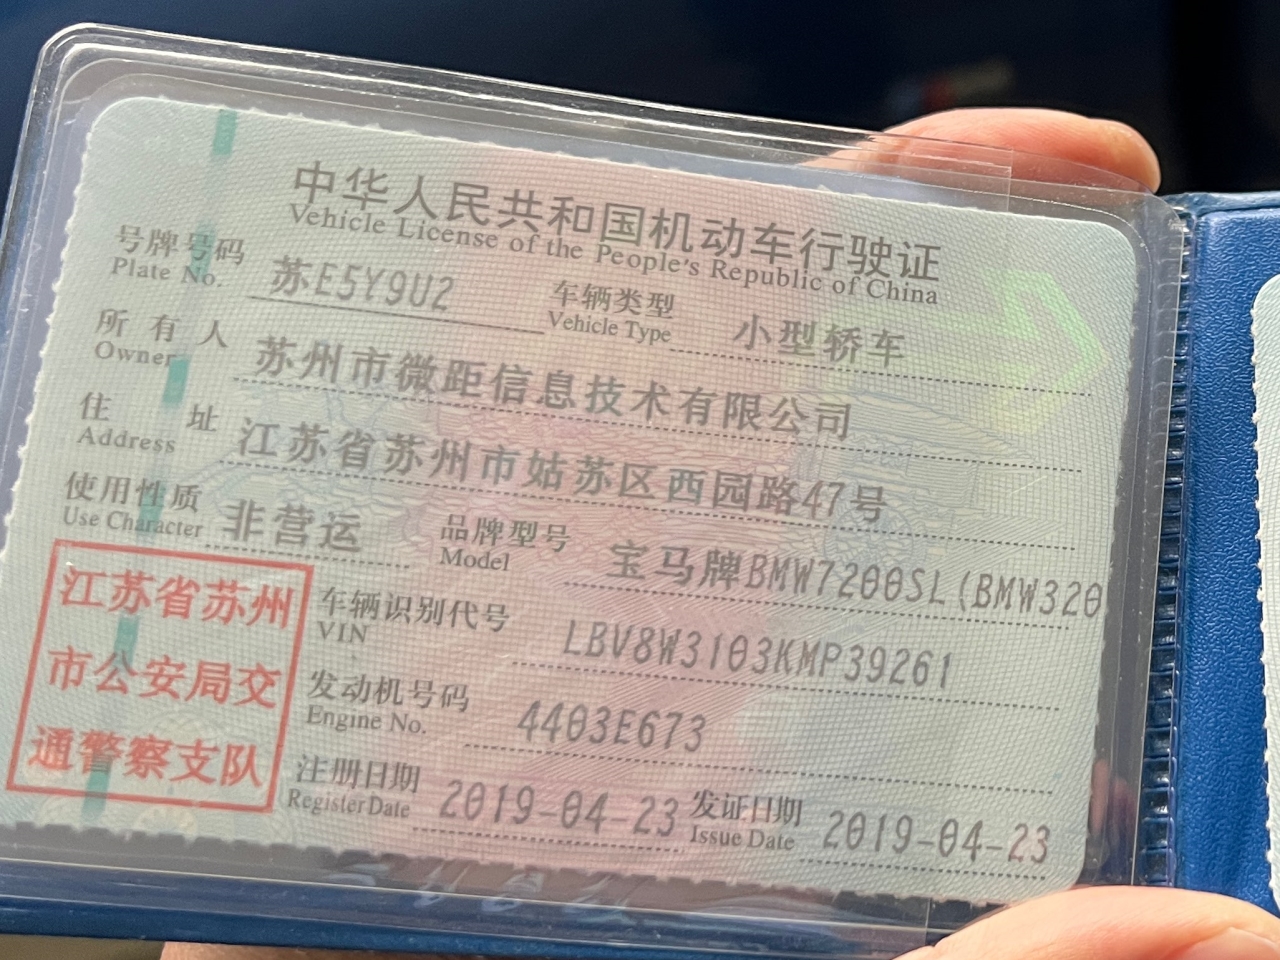 中华人民共和国机动车行驶证
Vehicle License of the People's Republic of China
号牌号码 苏E5Y9U2 车辆类型 小型轿车
Plate No. Vehicle Type
所有人 苏州市微距信息技术有限公司
Owner
住址 江苏省苏州市姑苏区西园路47号
Address
使用性质 非营运 品牌型号 宝马牌BMW7200SL(BMW320
Use Character Model
江苏省苏州
市公安局交
通警察支队
车辆识别代号 LBV8W3103KMP39261
VIN
发动机号码 4403E673
Engine No.
注册日期 2019-04 23 发证日期 2019-04-23
Register Date Issue Date